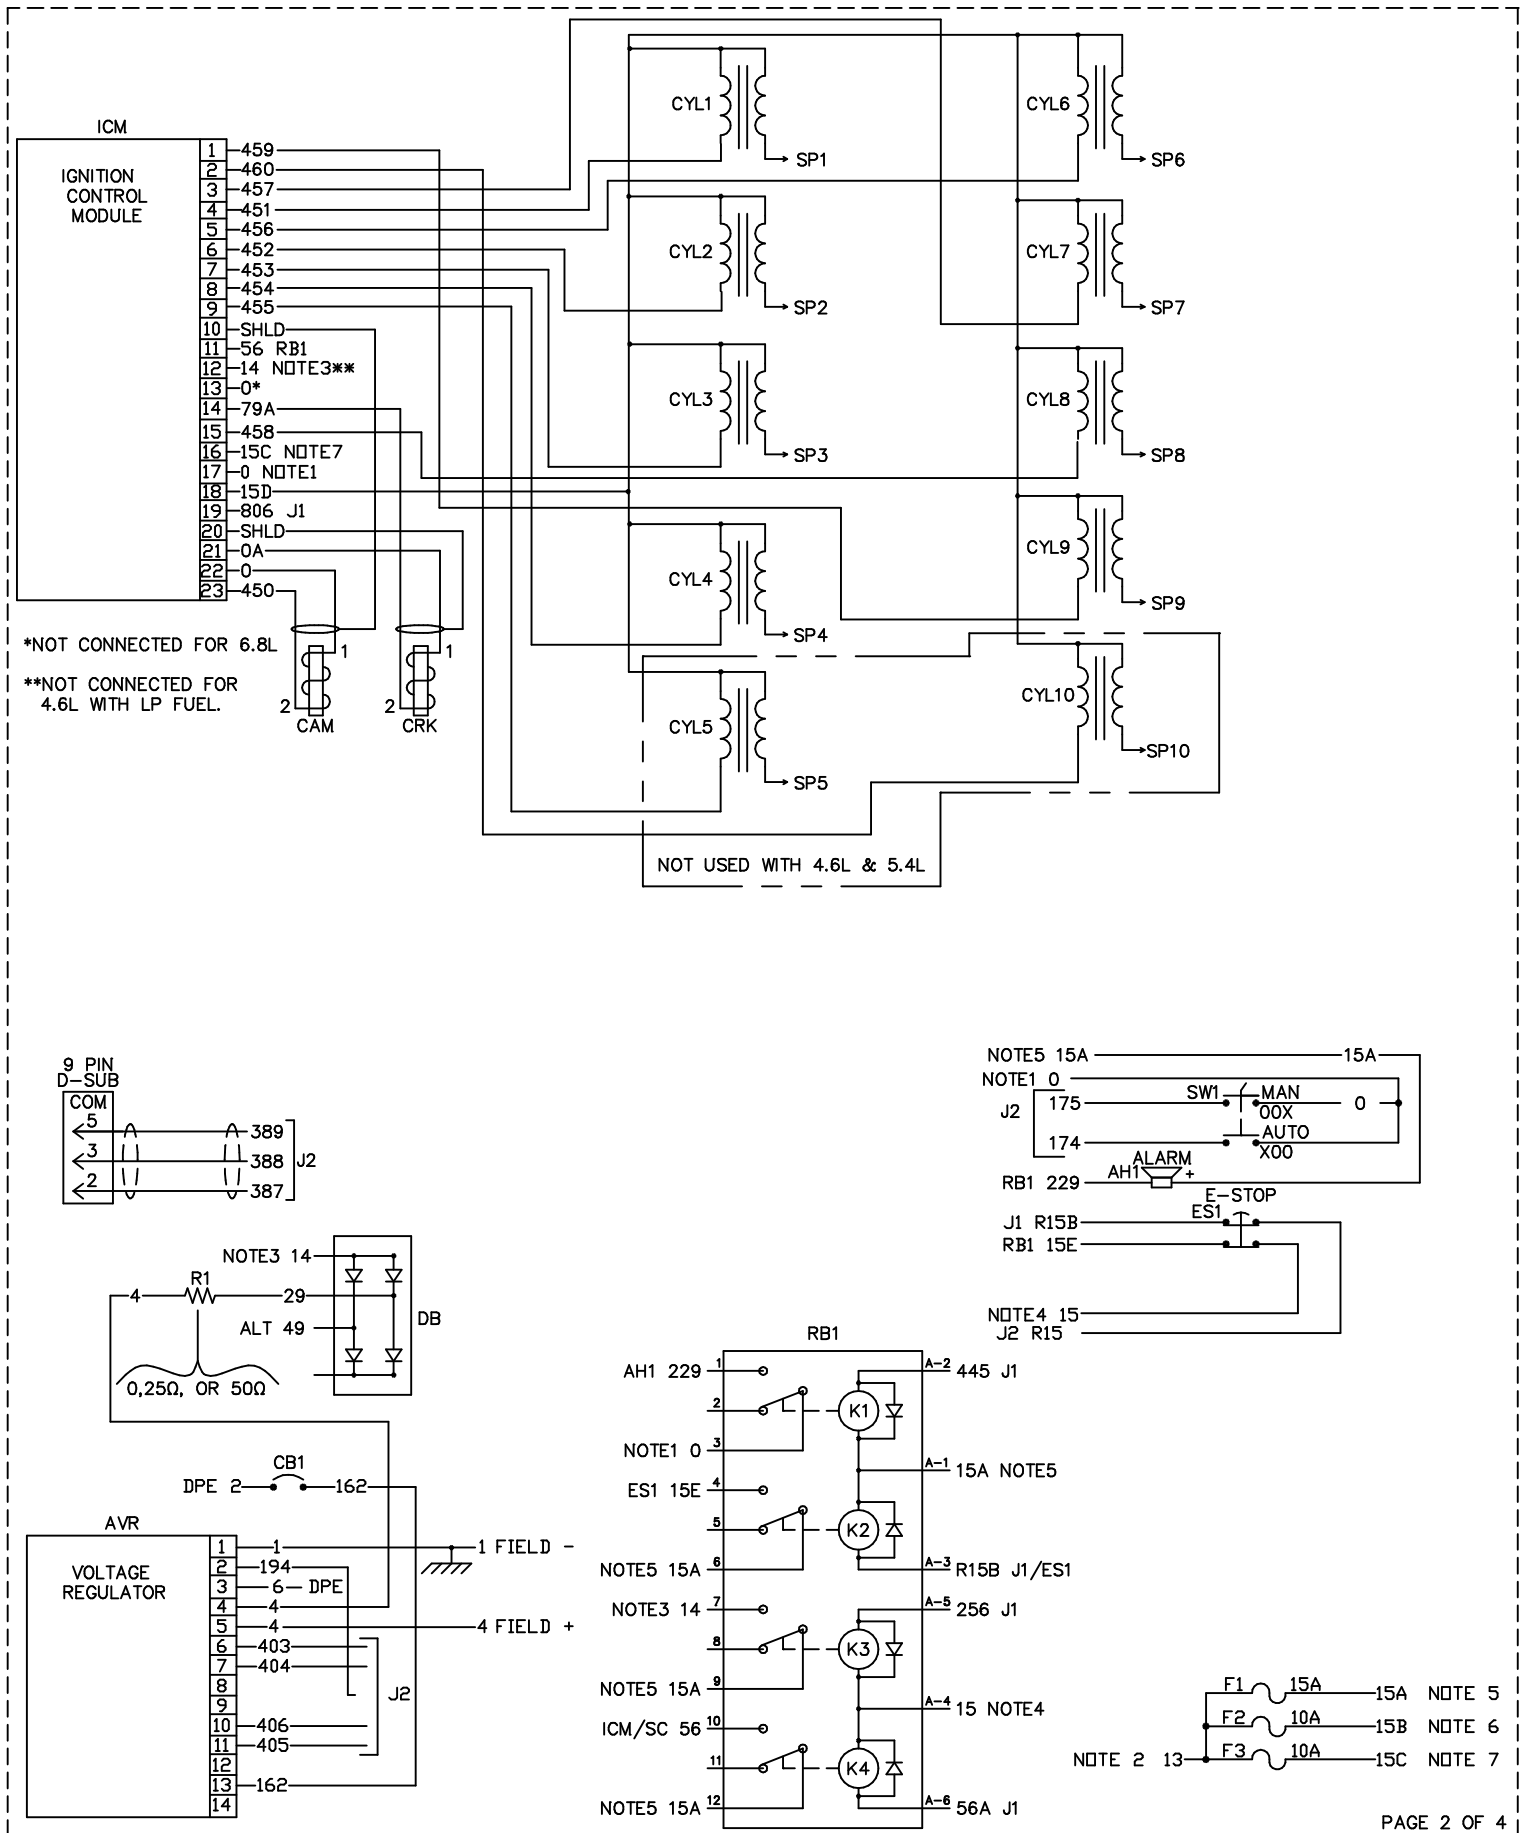 ICM
IGNITION
CONTROL
MODULE
1 459
2 460
3 457
4 451
5 456
6 452
7 453
8 454
9 455
10 SHLD
11 56 RB1
12 14 NOTE3**
13 0*
14 79A
15 458
16 15C NOTE7
17 0 NOTE1
18 15D
19 806 J1
20 SHLD
21 0A
22 0
23 450
*NOT CONNECTED FOR 6.8L
**NOT CONNECTED FOR
4.6L WITH LP FUEL.
1
2
CAM
1
2
CRK
CYL1
SP1
CYL2
SP2
CYL3
SP3
CYL4
SP4
CYL5
SP5
CYL6
SP6
CYL7
SP7
CYL8
SP8
CYL9
SP9
CYL10
SP10
NOT USED WITH 4.6L & 5.4L
9 PIN
D-SUB
COM
5 389
3 388
2 387
J2
NOTE3 14
R1
4 29
ALT 49
DB
0,25Ω, OR 50Ω
CB1
DPE 2 162
AVR
VOLTAGE
REGULATOR
1 1 1 FIELD -
2 194
3 6 DPE
4 4
5 4 4 FIELD +
6 403
7 404
8
9
10 406
11 405
12
13 162
14
J2
NOTE5 15A 15A
NOTE1 0
J2
175 SW1 MAN 0
00X
174 AUTO
X00
ALARM
RB1 229 AH1 +
E-STOP
ES1
J1 R15B
RB1 15E
NOTE4 15
J2 R15
RB1
AH1 229 1
2
NOTE1 0 3
ES1 15E 4
5
NOTE5 15A 6
NOTE3 14 7
8
NOTE5 15A 9
ICM/SC 56 10
11
NOTE5 15A 12
K1
K2
K3
K4
A-2 445 J1
A-1 15A NOTE5
A-3 R15B J1/ES1
A-5 256 J1
A-4 15 NOTE4
A-6 56A J1
F1 15A 15A NOTE 5
F2 10A 15B NOTE 6
NOTE 2 13 F3 10A 15C NOTE 7
PAGE 2 OF 4